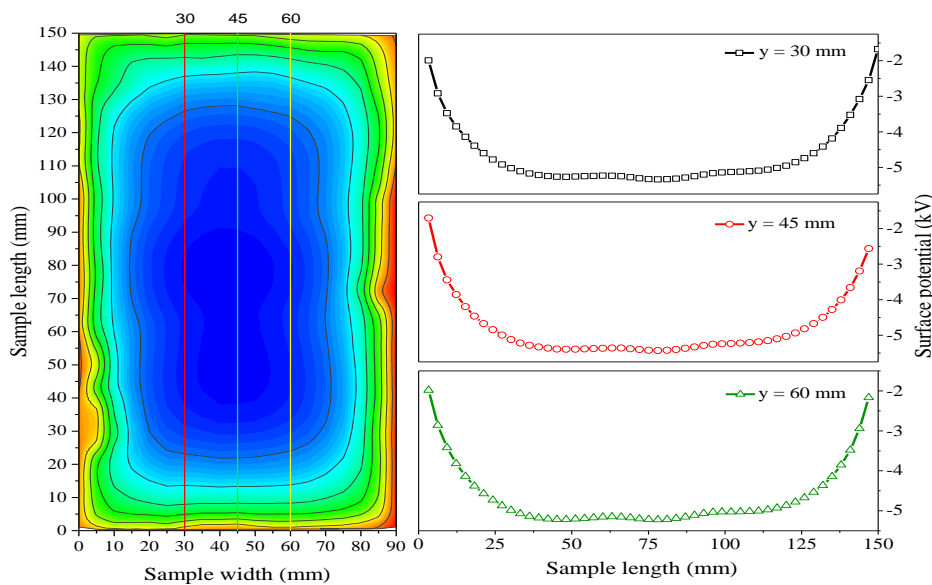 30 45 60
150
140
130
120
110
100
90
80
70
60
50
40
30
20
10
0
Sample length (mm)
0 10 20 30 40 50 60 70 80 90
Sample width (mm)
y = 30 mm
-2
-3
-4
-5
y = 45 mm
-2
-3
-4
-5
y = 60 mm
-2
-3
-4
-5
Surface potential (kV)
0 25 50 75 100 125 150
Sample length (mm)